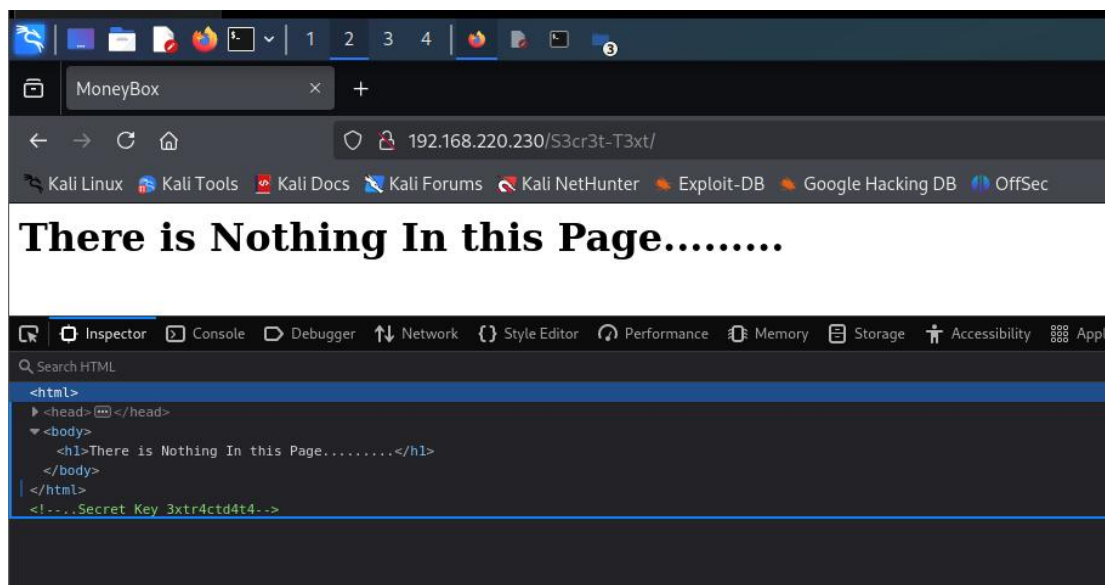 1 2 3 4 3
MoneyBox × +
192.168.220.230/S3cr3t-T3xt/
Kali Linux Kali Tools Kali Docs Kali Forums Kali NetHunter Exploit-DB Google Hacking DB OffSec
There is Nothing In this Page.........
Inspector Console Debugger Network {} Style Editor Performance Memory Storage Accessibility Appl
Search HTML
<html>
<head></head>
<body>
<h1>There is Nothing In this Page.........</h1>
</body>
</html>
<!--..Secret Key 3xtr4ctd4t4-->